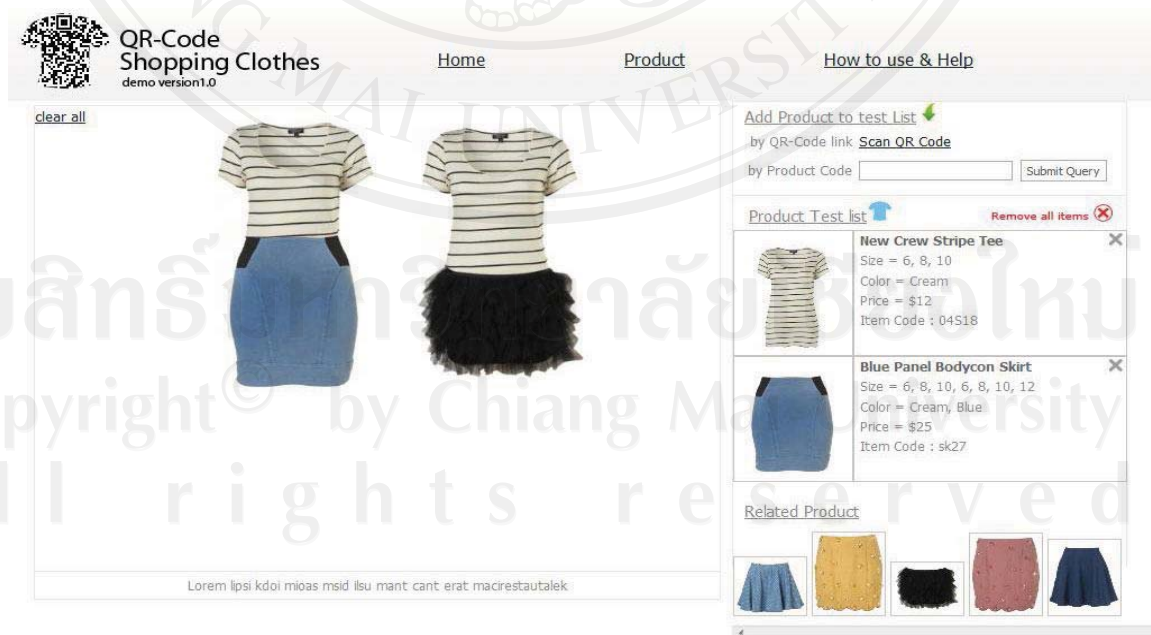 QR-Code
Shopping Clothes
demo version1.0
Home
Product
How to use & Help
clear all
Lorem lipsi kdoi mioas msid ilsu mant cant erat macirestautalek
Add Product to test List
by QR-Code link Scan QR Code
by Product Code
Submit Query
Product Test list
Remove all items
New Crew Stripe Tee
Size = 6, 8, 10
Color = Cream
Price = $12
Item Code : 04S18
Blue Panel Bodycon Skirt
Size = 6, 8, 10, 6, 8, 10, 12
Color = Cream, Blue
Price = $25
Item Code : sk27
Related Product
G MAI UNIVERSIT
pyright© by Chiang Mai University
ll rights reserved